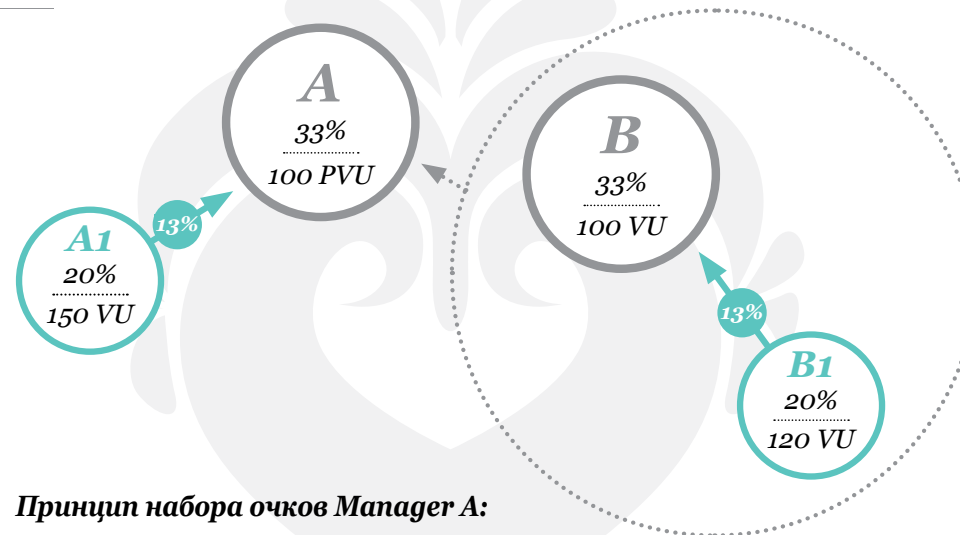 A
33%
100 PVU
B
33%
100 VU
13%
A1
20%
150 VU
13%
B1
20%
120 VU
Принцип набора очков Manager A: